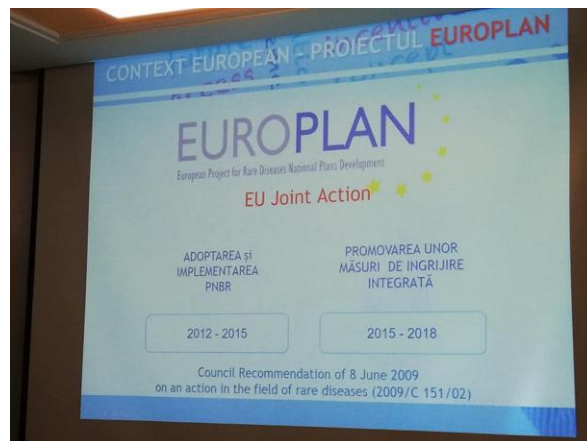 CONTEXT EUROPEAN - PROIECTUL EUROPLAN
EUROPLAN
European Project for Rare Diseases National Plans Development
EU Joint Action
ADOPTAREA și
IMPLEMENTAREA
PNBR
PROMOVAREA UNOR
MĂSURI DE INGRIJIRE
INTEGRATĂ
2012 - 2015
2015 - 2018
Council Recommendation of 8 June 2009
on an action in the field of rare diseases (2009/C 151/02)